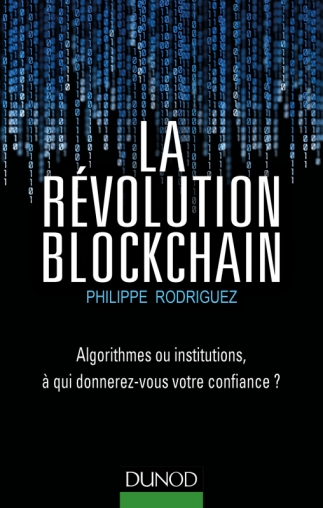 LA
RÉVOLUTION
BLOCKCHAIN
PHILIPPE RODRIGUEZ
Algorithmes ou institutions,
à qui donnerez-vous votre confiance ?
DUNOD